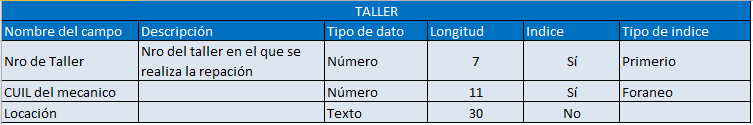 TALLER
Nombre del campo Descripción Tipo de dato Longitud Indice Tipo de indice
Nro del taller en el que se
Nro de Taller realiza la repación Número 7 Sí Primerio
CUIL del mecanico Número 11 Sí Foraneo
Locación Texto 30 No